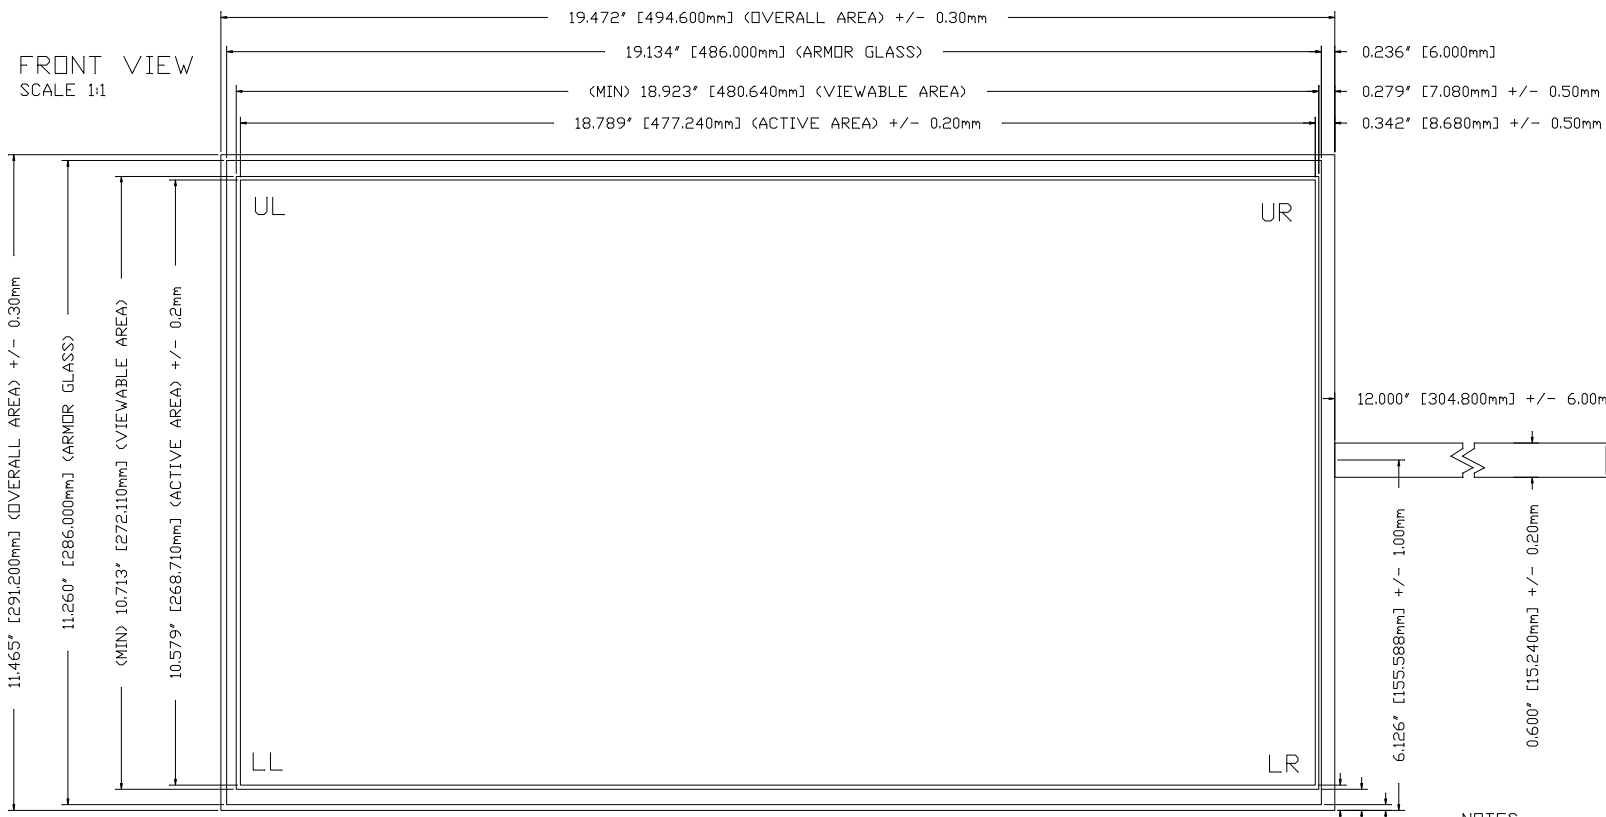 19.472" [494.600mm] (OVERALL AREA) +/- 0.30mm
19.134" [486.000mm] (ARMOR GLASS)
0.236" [6.000mm]
FRONT VIEW
SCALE 1:1
(MIN) 18.923" [480.640mm] (VIEWABLE AREA)
0.279" [7.080mm] +/- 0.50mm
18.789" [477.240mm] (ACTIVE AREA) +/- 0.20mm
0.342" [8.680mm] +/- 0.50mm
UL
UR
11.465" [291.200mm] (OVERALL AREA) +/- 0.30mm
11.260" [286.000mm] (ARMOR GLASS)
(MIN) 10.713" [272.110mm] (VIEWABLE AREA)
10.579" [268.710mm] (ACTIVE AREA) +/- 0.2mm
12.000" [304.800mm] +/- 6.00m
6.126" [155.588mm] +/- 1.00mm
0.600" [15.240mm] +/- 0.20mm
LL
LR
NOTES